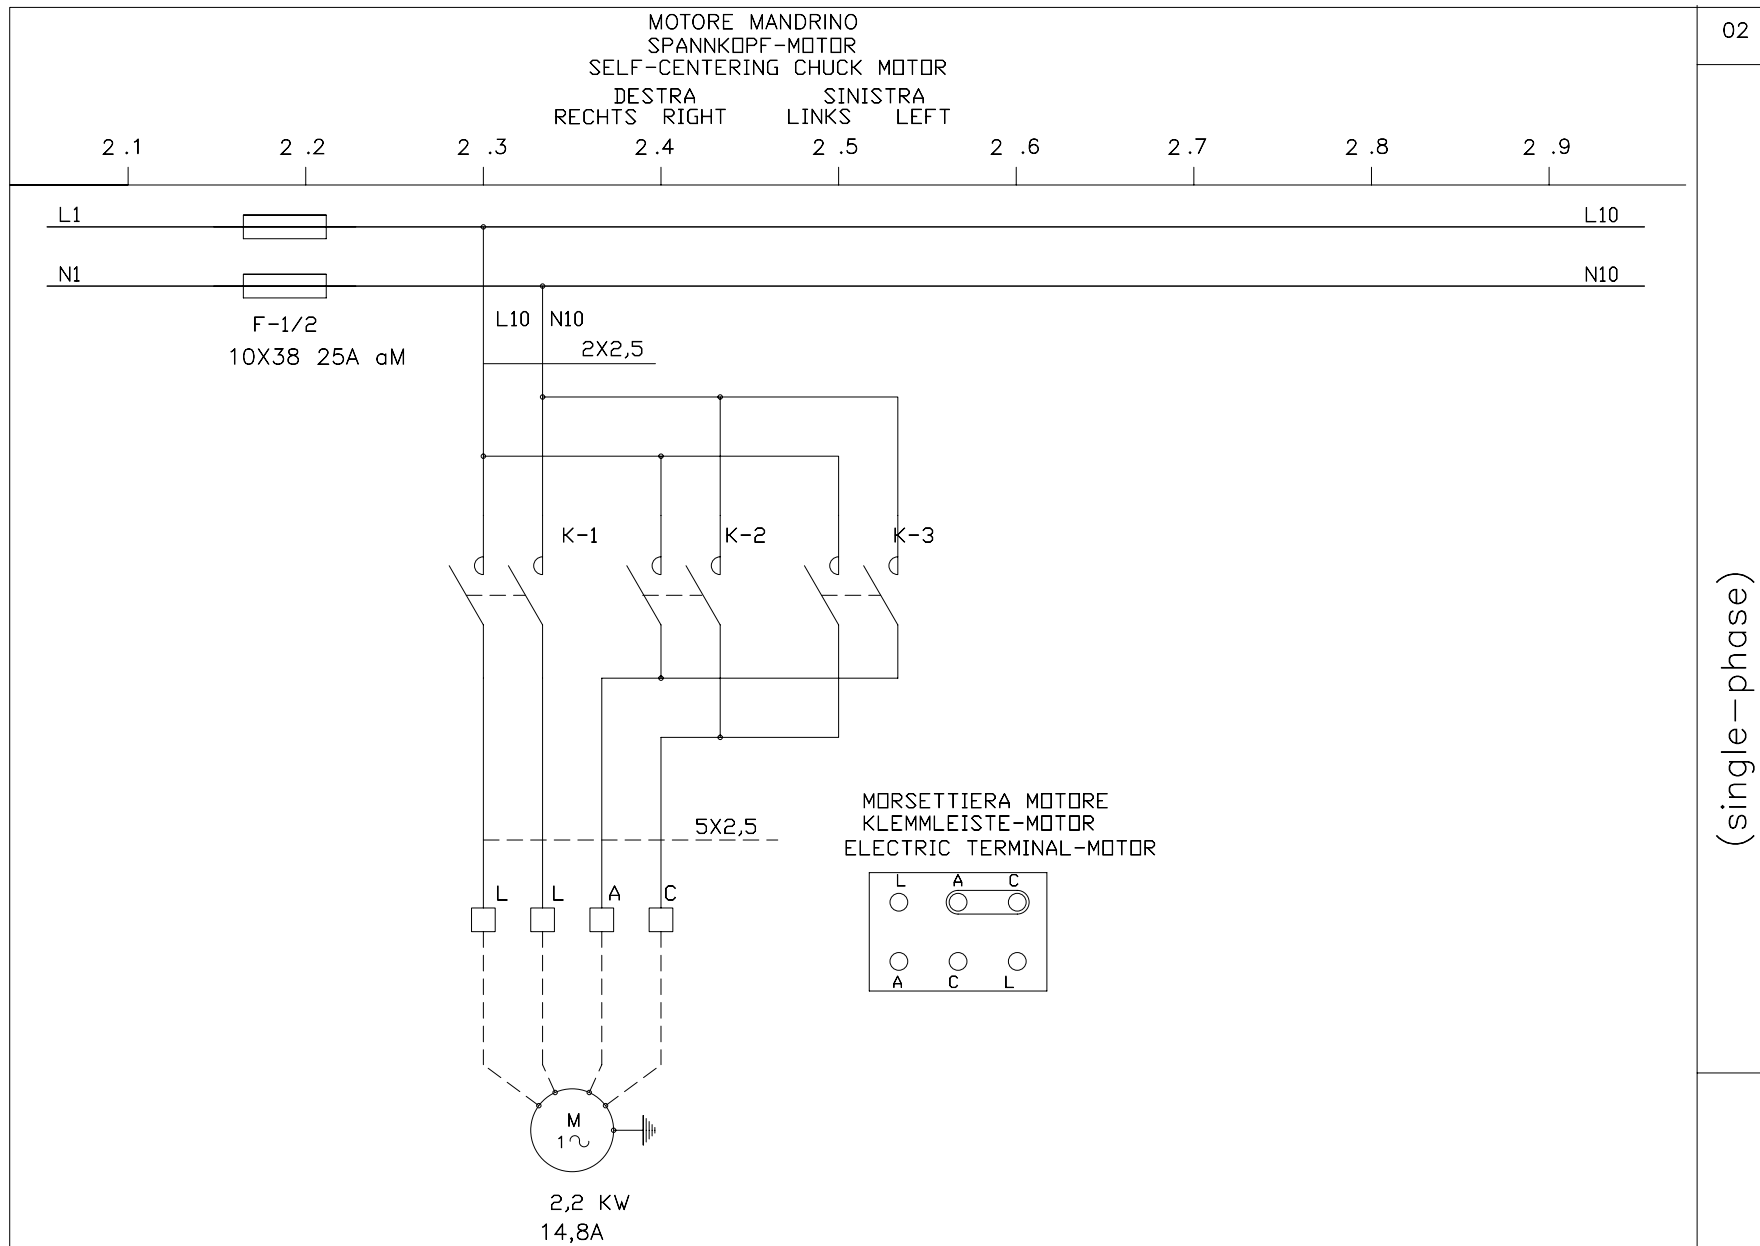 MOTORE MANDRINO
SPANNKOPF-MOTOR
SELF-CENTERING CHUCK MOTOR
DESTRA SINISTRA
RECHTS RIGHT LINKS LEFT
02
2 .1 2 .2 2 .3 2 .4 2 .5 2 .6 2 .7 2 .8 2 .9
L1 L10
N1 N10
F-1/2
10X38 25A aM
L10 N10
2X2,5
K-1 K-2 K-3
(single-phase)
MORSETTIERA MOTORE
KLEMMLEISTE-MOTOR
ELECTRIC TERMINAL-MOTOR
5X2,5
L L A C
L A C
A C L
M
1~
2,2 KW
14,8A